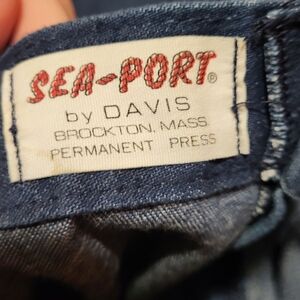 SEA-PORT®
by DAVIS
BROCKTON, MASS
PERMANENT PRESS